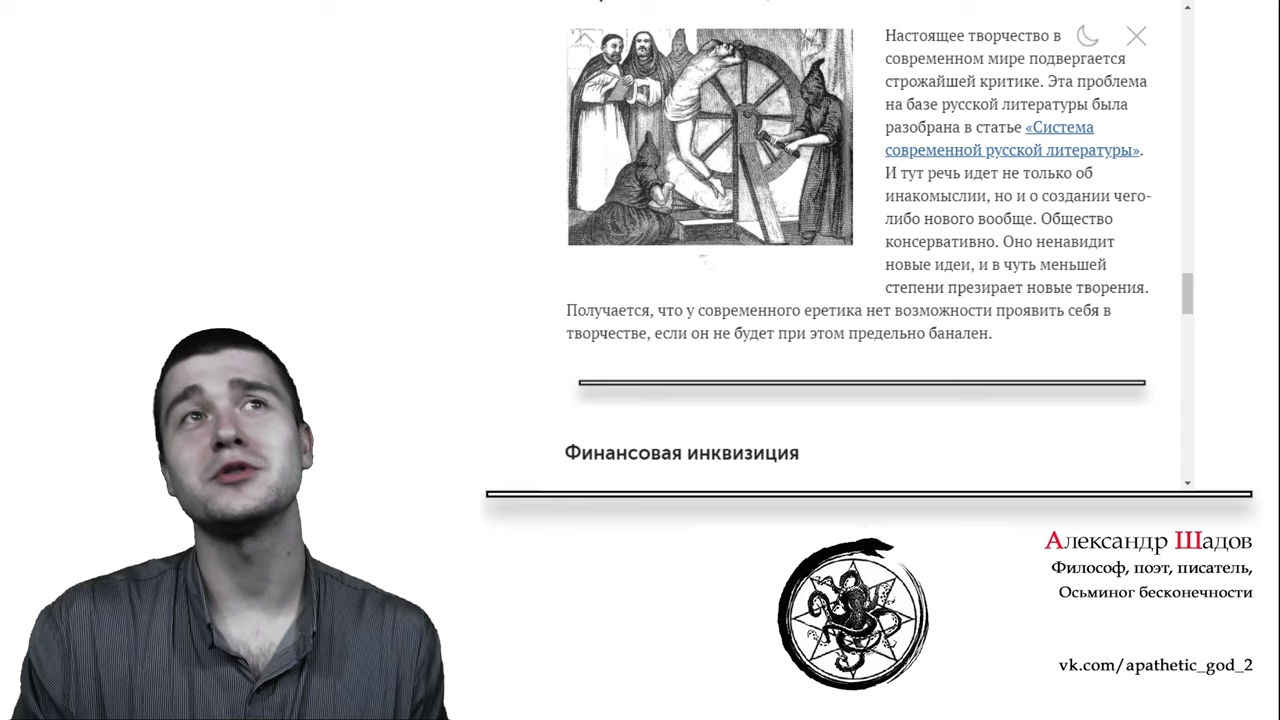 Настоящее творчество в
современном мире подвергается
строжайшей критике. Эта проблема
на базе русской литературы была
разобрана в статье «Система
современной русской литературы».
И тут речь идет не только об
инакомыслии, но и о создании чего-
либо нового вообще. Общество
консервативно. Оно ненавидит
новые идеи, и в чуть меньшей
степени презирает новые творения.
Получается, что у современного еретика нет возможности проявить себя в
творчестве, если он не будет при этом предельно банален.
Финансовая инквизиция
Александр Шадов
Философ, поэт, писатель,
Осьминог бесконечности
vk.com/apathetic_god_2